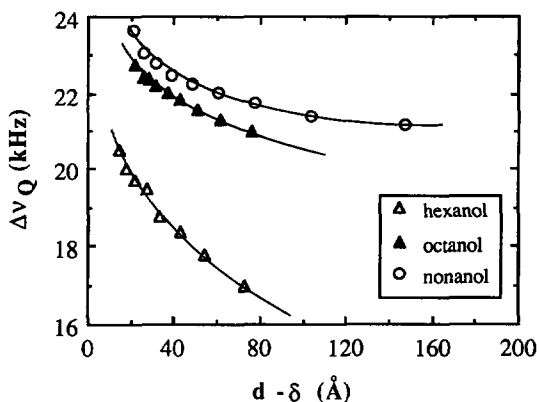 24
22
20
18
16
Δν_Q (kHz)
hexanol
octanol
nonanol
0 40 80 120 160 200
d - δ (Å)